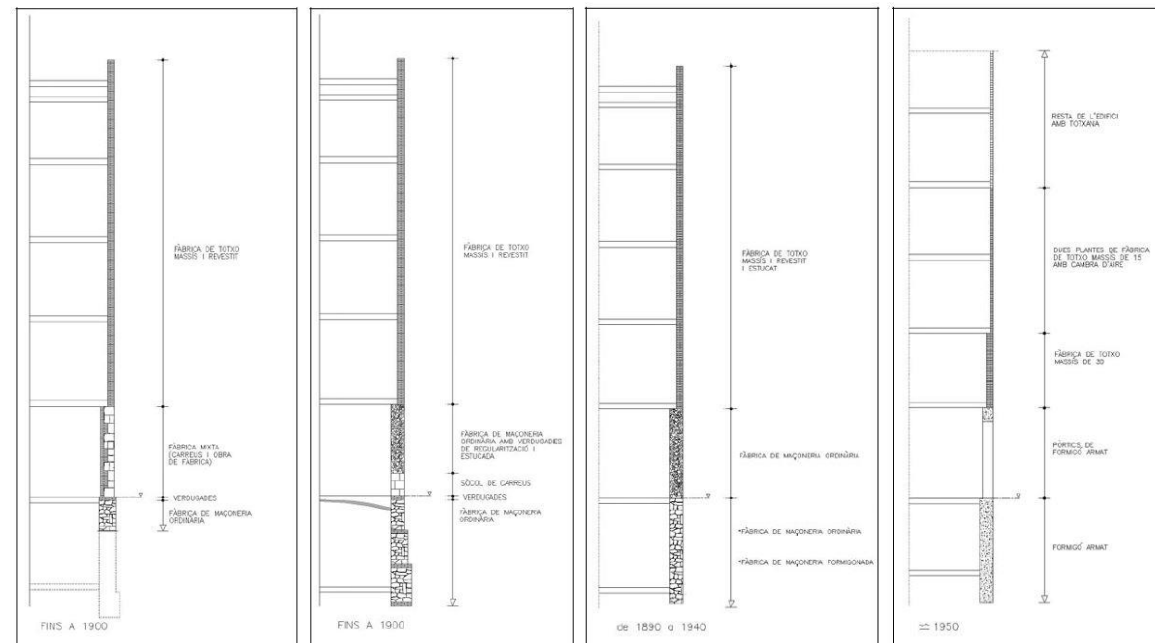 FÀBRICA DE TOTXO
MASSÍS I REVESTIT
FÀBRICA MIXTA
(CARREUS I OBRA
DE FÀBRICA)
VERDUGADES
FÀBRICA DE MAÇONERIA
ORDINÀRIA
FINS A 1900
FÀBRICA DE TOTXO
MASSÍS I REVESTIT
FÀBRICA DE MAÇONERIA
ORDINÀRIA AMB VERDUGADES
DE REGULARITZACIÓ I
ESTUCADA
SÒCOL DE CARREUS
VERDUGADES
FÀBRICA DE MAÇONERIA
ORDINÀRIA
FINS A 1900
FÀBRICA DE TOTXO
MASSÍS I REVESTIT
I ESTUCAT
FÀBRICA DE MAÇONERIA ORDINÀRIA
*FÀBRICA DE MAÇONERIA ORDINÀRIA
*FÀBRICA DE MAÇONERIA FORMIGONADA
de 1890 a 1940
RESTA DE L'EDIFICI
AMB TOTXANA
DUES PLANTES DE FÀBRICA
DE TOTXO MASSÍS DE 15
AMB CAMBRA D'AIRE
FÀBRICA DE TOTXO
MASSÍS DE 30
PÒRTICS DE
FORMIGÓ ARMAT
FORMIGÓ ARMAT
≃ 1950